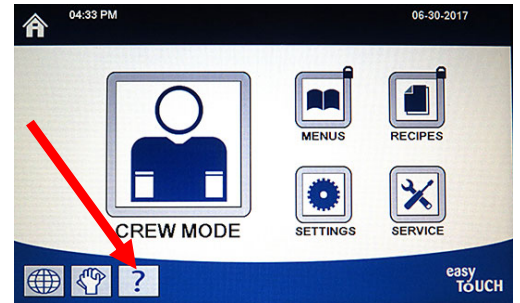 04:33 PM
06-30-2017
MENUS
RECIPES
CREW MODE
SETTINGS
SERVICE
?
easy
TOUCH